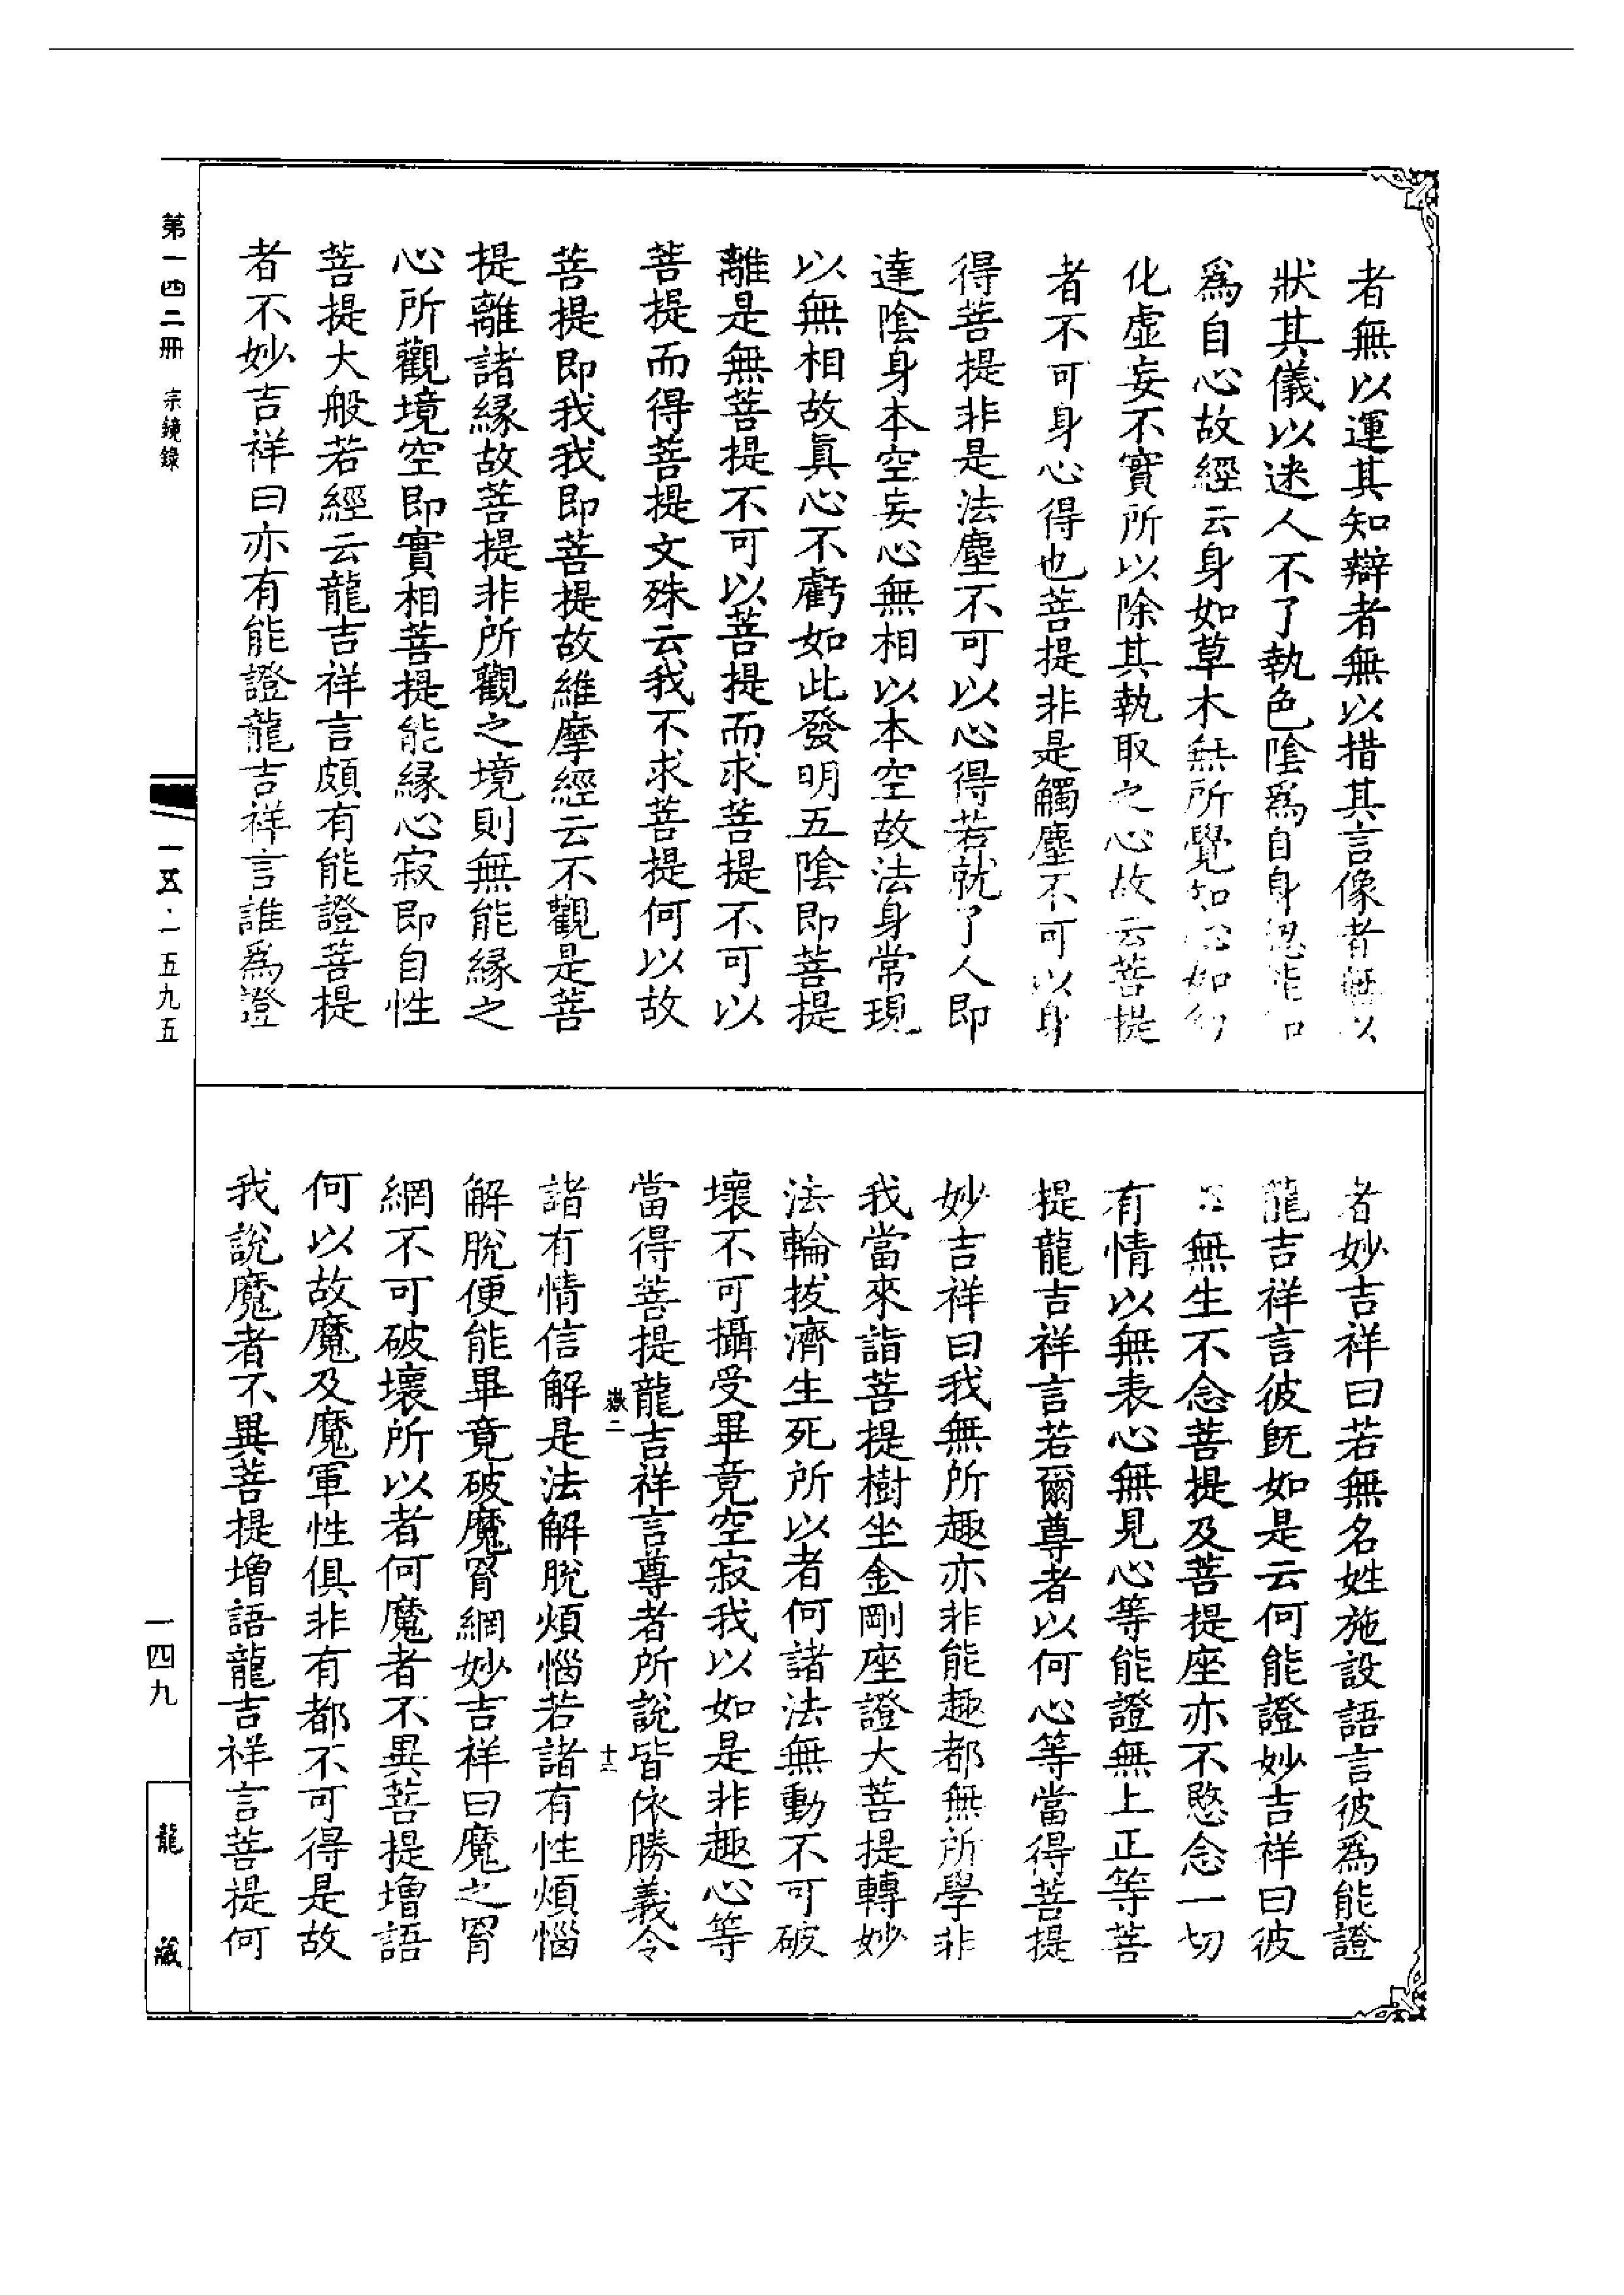 者無以運其知辯者無以措其言像者無以
狀其儀以迷人不了執色陰為自身
為自心故經云身如草木無所覺知心如幻
化虛妄不實所以除其執取之心故云菩提
者不可身心得也菩提非是觸塵不可以身
得菩提非是法塵不可以心得若就了人即
達陰身本空妄心無相以本空故法身常現
以無相故真心不虧如此發明五陰即菩提
離是無菩提不可以菩提而求菩提不可以
菩提而得菩提文殊云我不求菩提何以故
菩提即我我即菩提故維摩經云不觀是菩
提離諸緣故菩提非所觀之境則無能緣之
心所觀境空即實相菩提能緣心寂即自性
菩提大般若經云龍吉祥言頗有能證菩提
者不妙吉祥曰亦有能證龍吉祥言誰為證
者妙吉祥曰若無名姓施設語言彼為能證
龍吉祥言彼既如是云何能證妙吉祥曰彼
無生不念菩提及菩提座亦不愍念一切
有情以無表心無見心等能證無上正等菩
提龍吉祥言若爾尊者以何心等當得菩提
妙吉祥曰我無所趣亦非能趣都無所學非
我當來詣菩提樹坐金剛座證大菩提轉妙
法輪拔濟生死所以者何諸法無動不可破
壞不可攝受畢竟空寂我以如是非趣心等
當得菩提龍吉祥言尊者所說皆依勝義令
嶽二
十三
諸有情信解是法解脫煩惱若諸有性煩惱
解脫便能畢竟破魔罥網妙吉祥曰魔之罥
網不可破壞所以者何魔者不異菩提增語
何以故魔及魔軍性俱非有都不可得是故
我說魔者不異菩提增語龍吉祥言菩提何
第一四二冊 宗鏡錄
一五·一五九五
一四九
龍藏